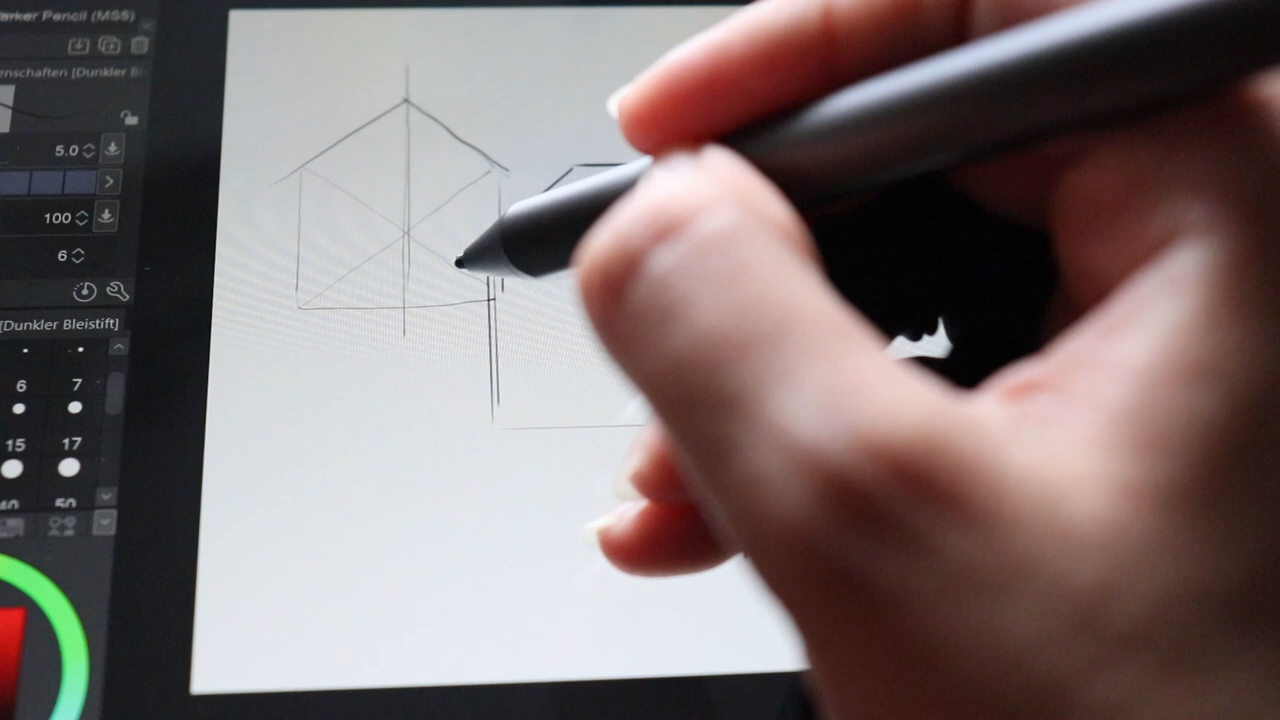 arker Pencil (MS5)
enschaften [Dunkler B
5.0
100
6
[Dunkler Bleistift]
6 7
15 17
40 50